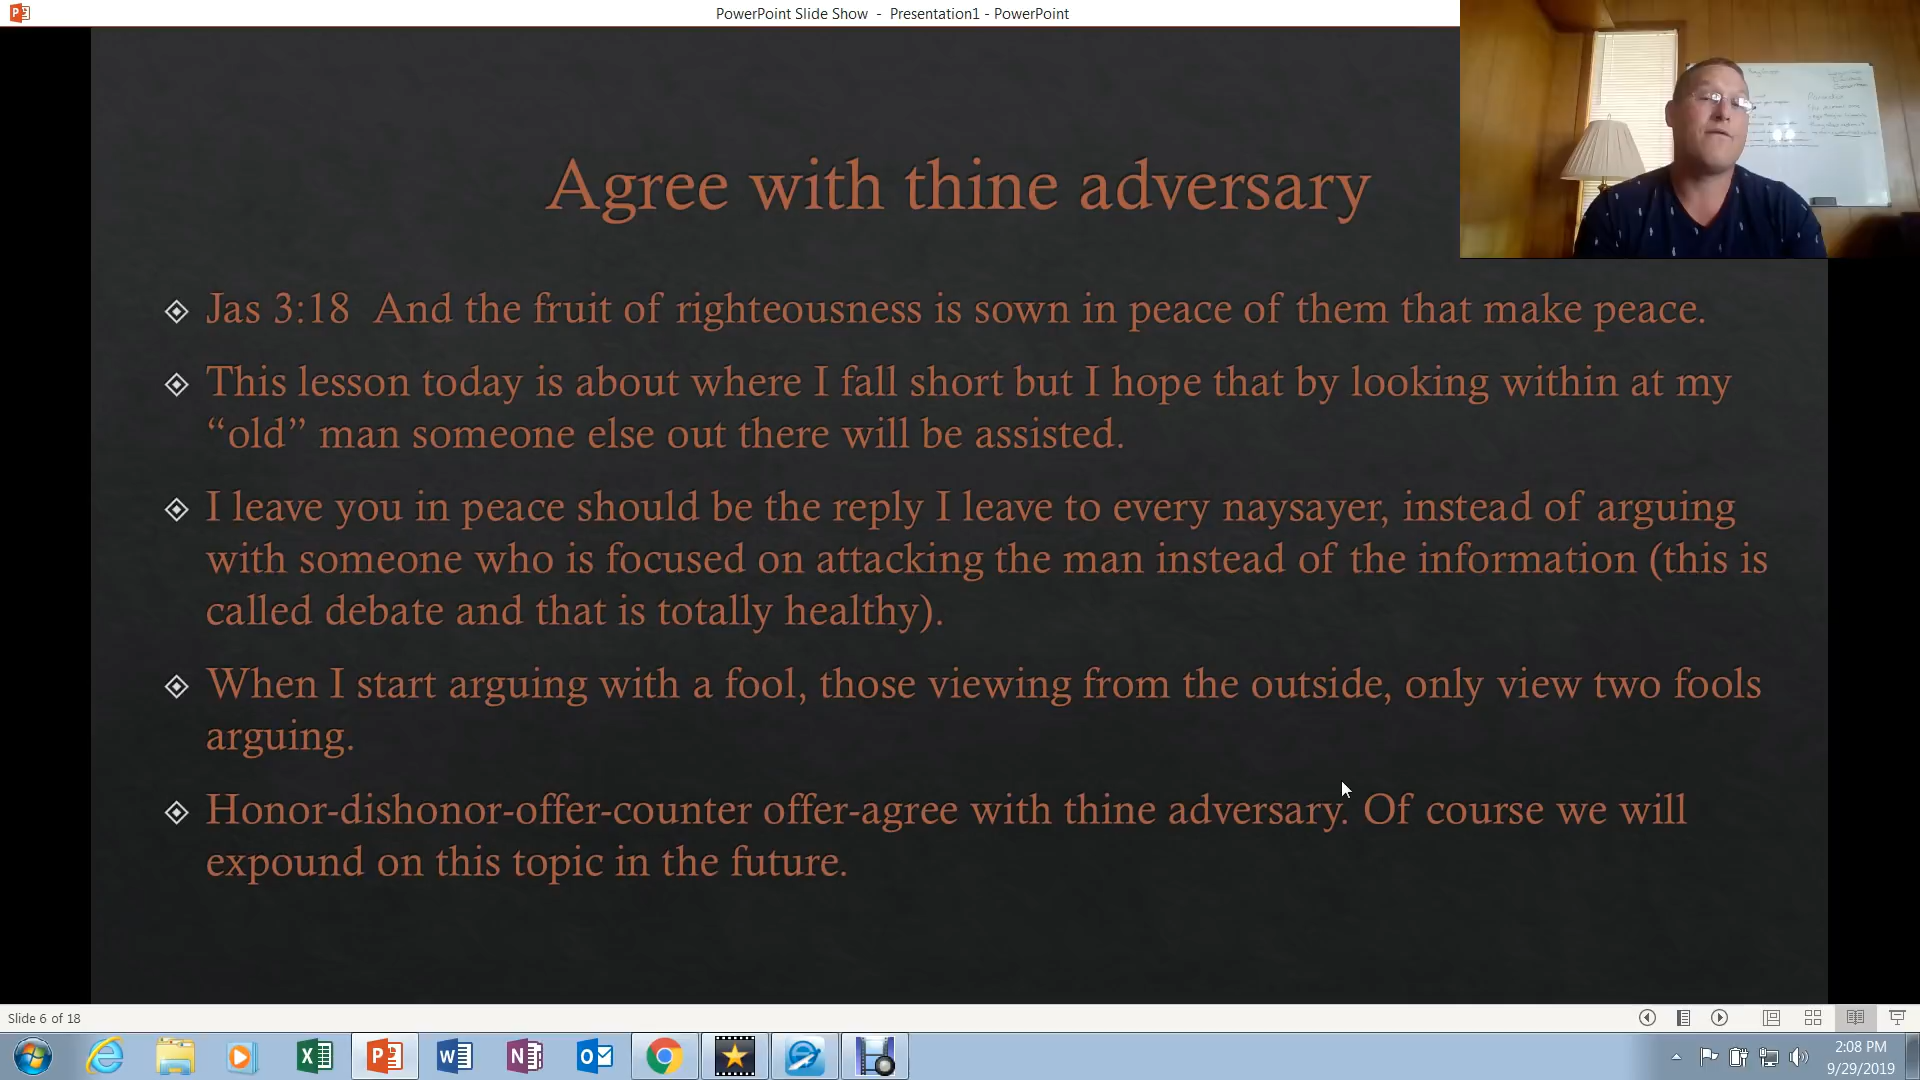 PowerPoint Slide Show - Presentation1 - PowerPoint
Agree with thine adversary
Jas 3:18 And the fruit of righteousness is sown in peace of them that make peace.
This lesson today is about where I fall short but I hope that by looking within at my
“old” man someone else out there will be assisted.
I leave you in peace should be the reply I leave to every naysayer, instead of arguing
with someone who is focused on attacking the man instead of the information (this is
called debate and that is totally healthy).
When I start arguing with a fool, those viewing from the outside, only view two fools
arguing.
Honor-dishonor-offer-counter offer-agree with thine adversary. Of course we will
expound on this topic in the future.
Slide 6 of 18
2:08 PM
9/29/2019